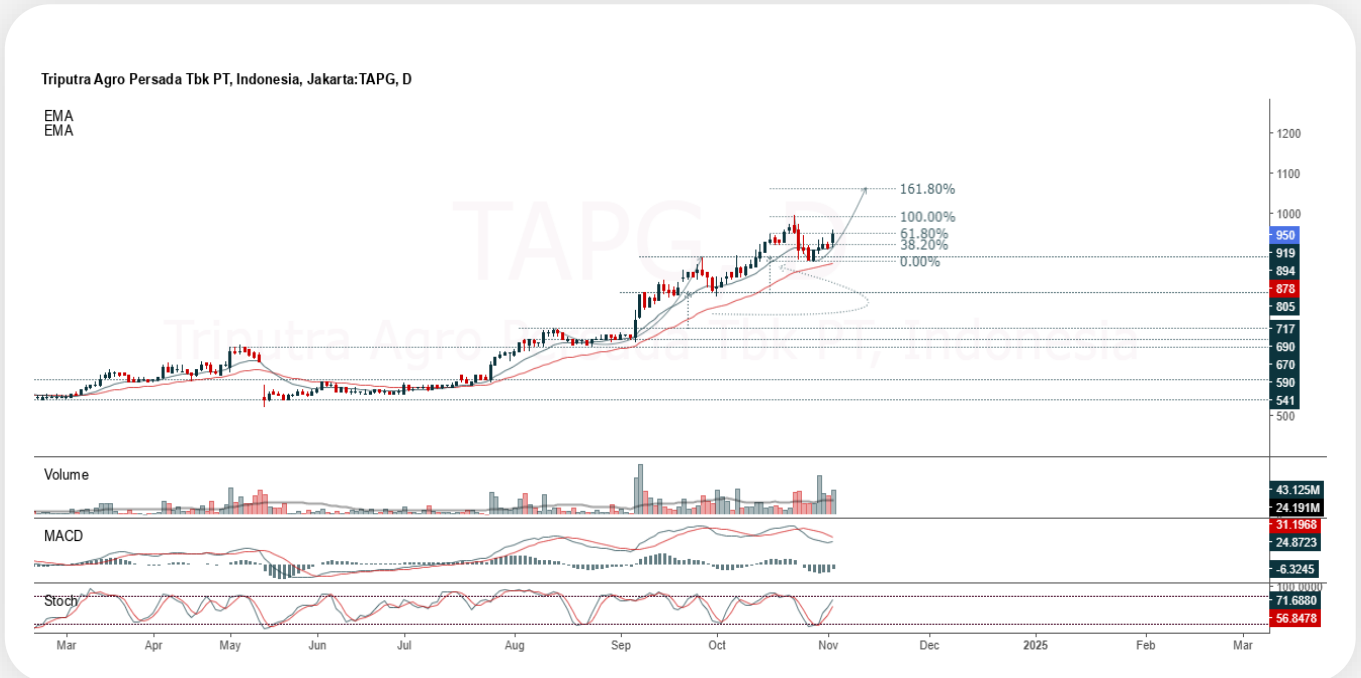 Triputra Agro Persada Tbk PT, Indonesia, Jakarta:TAPG, D
EMA
EMA
TAPG, D
Triputra Agro Persada Tbk PT, Indonesia
161.80%
100.00%
61.80%
38.20%
0.00%
1200
1100
1000
950
919
894
878
805
717
690
670
590
541
500
Volume
43.125M
24.191M
MACD
31.1968
24.8723
-6.3245
Stoch
100.0000
71.6880
56.8478
Mar Apr May Jun Jul Aug Sep Oct Nov Dec 2025 Feb Mar